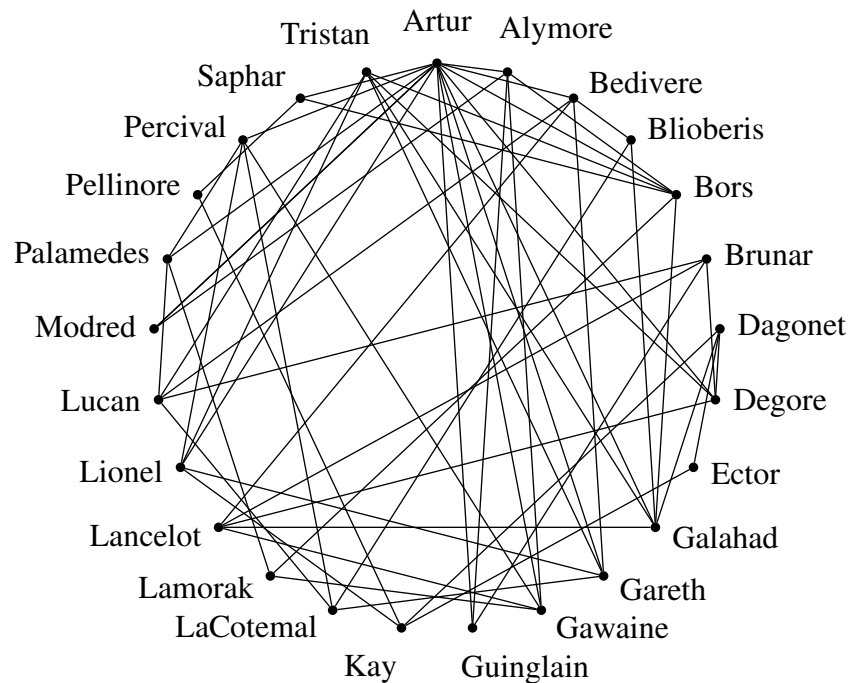 Artur
Alymore
Bedivere
Blioberis
Bors
Brunar
Dagonet
Degore
Ector
Galahad
Gareth
Gawaine
Guinglain
Kay
LaCotemal
Lamorak
Lancelot
Lionel
Lucan
Modred
Palamedes
Pellinore
Percival
Saphar
Tristan